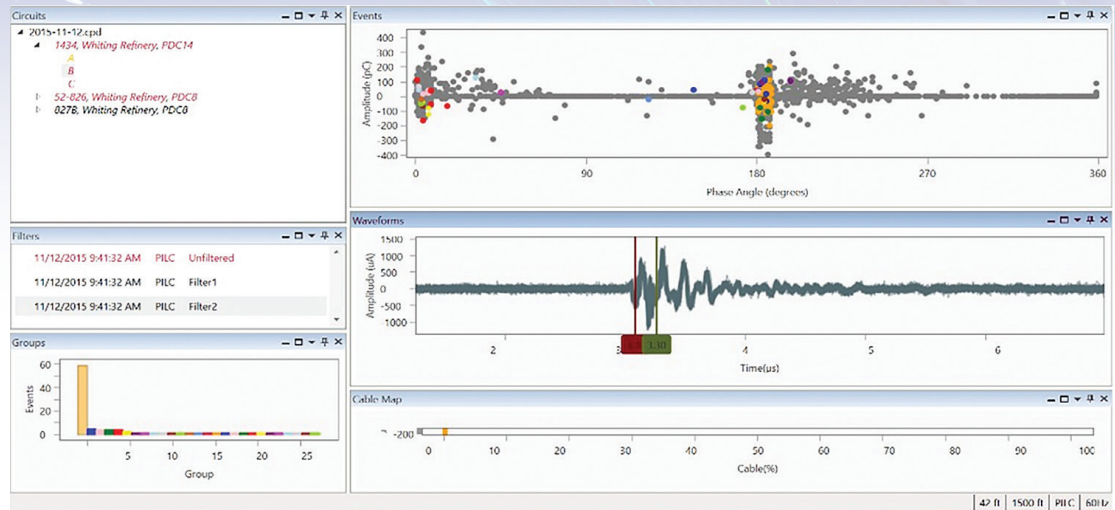 Circuits
2015-11-12.cpd
1434, Whiting Refinery, PDC14
A
B
C
52-826, Whiting Refinery, PDC8
827B, Whiting Refinery, PDC8
Filters
11/12/2015 9:41:32 AM PILC Unfiltered
11/12/2015 9:41:32 AM PILC Filter1
11/12/2015 9:41:32 AM PILC Filter2
Groups
Events
60
40
20
0
5 10 15 20 25
Group
Events
Amplitude (pC)
400
300
200
100
0
-100
-200
-300
-400
0 90 180 270 360
Phase Angle (degrees)
Waveforms
Amplitude (uA)
1500
1000
500
0
-500
-1000
2 3 3.30 4 5 6
Time(us)
Cable Map
-200
0 10 20 30 40 50 60 70 80 90 100
Cable(%)
42 ft 1500 ft PILC 60Hz